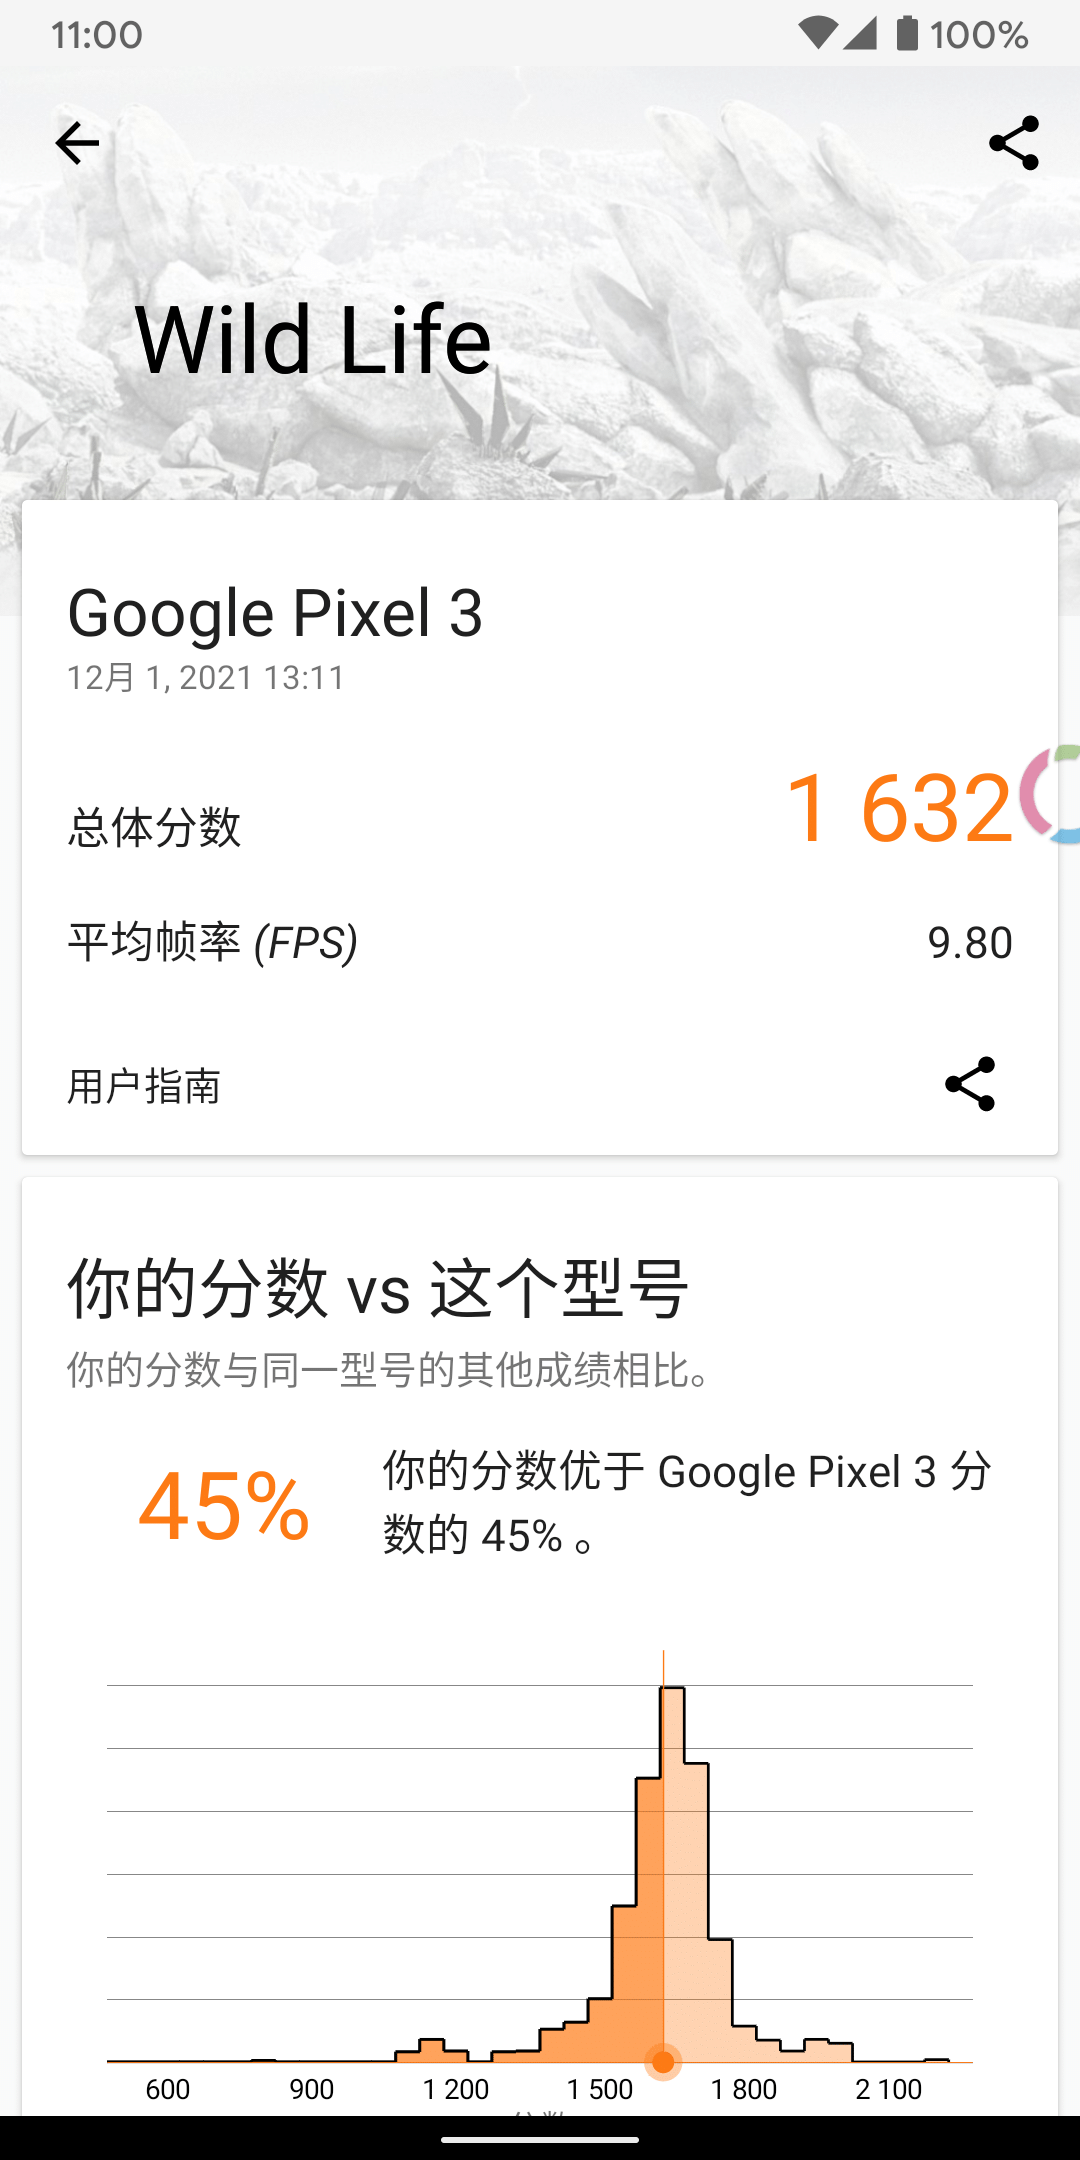 11:00
100%
Wild Life
Google Pixel 3
12月 1, 2021 13:11
总体分数
1 632
平均帧率 (FPS)
9.80
用户指南
你的分数 vs 这个型号
你的分数与同一型号的其他成绩相比。
45%
你的分数优于 Google Pixel 3 分
数的 45% 。
600 900 1 200 1 500 1 800 2 100